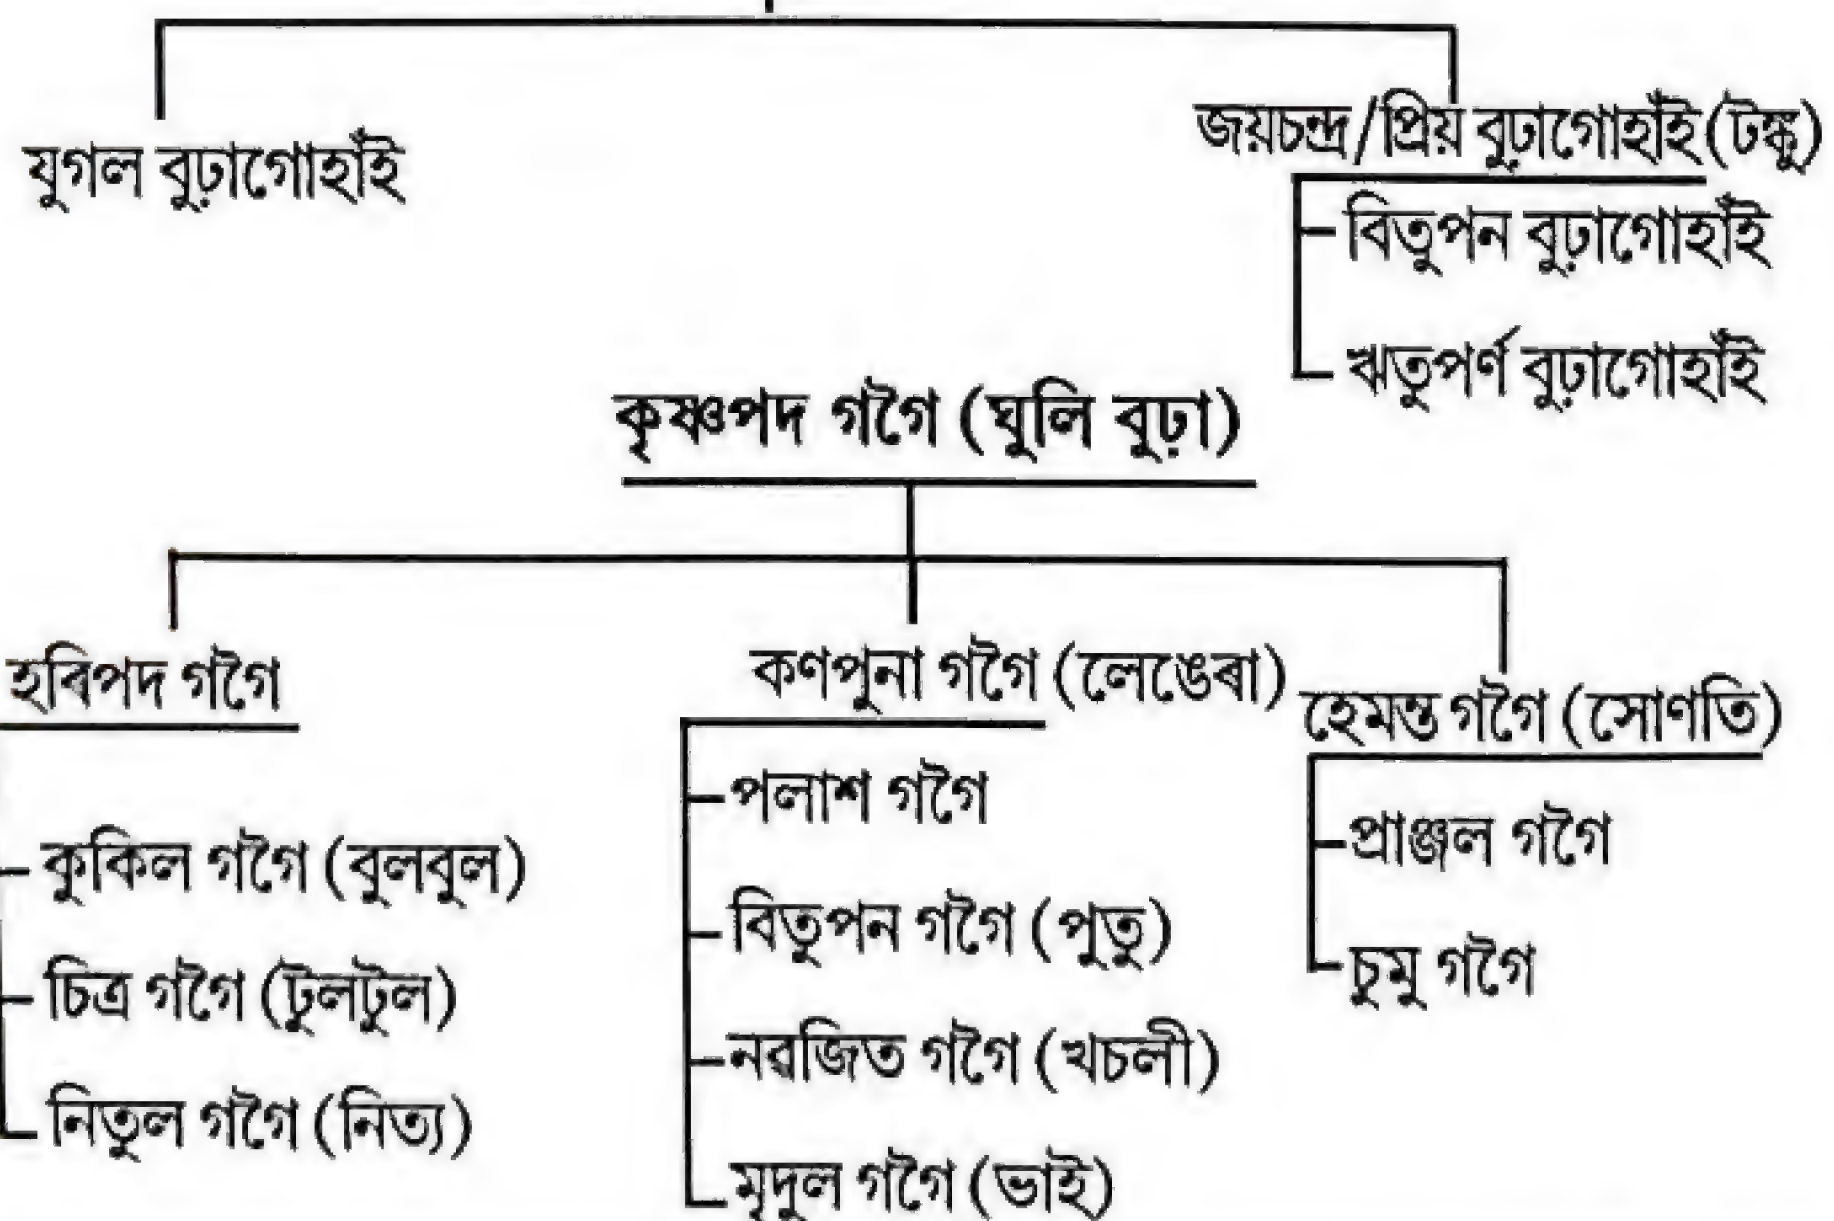 যুগল বুঢ়াগোহাঁই
জয়চন্দ্ৰ/প্ৰিয় বুঢ়াগোহাঁই(টঙ্কু)
বিতুপন বুঢ়াগোহাঁই
ঋতুপৰ্ণ বুঢ়াগোহাঁই
কৃষ্ণপদ গগৈ (ঘুলি বুঢ়া)
হৰিপদ গগৈ
কুকিল গগৈ (বুলবুল)
চিত্ৰ গগৈ (টুলটুল)
নিতুল গগৈ (নিত্য)
কণপুনা গগৈ (লেঙেৰা)
পলাশ গগৈ
বিতুপন গগৈ (পুতু)
নৱজিত গগৈ (খচলী)
মৃদুল গগৈ (ভাই)
হেমন্ত গগৈ (সোণতি)
প্ৰাঞ্জল গগৈ
চুমু গগৈ